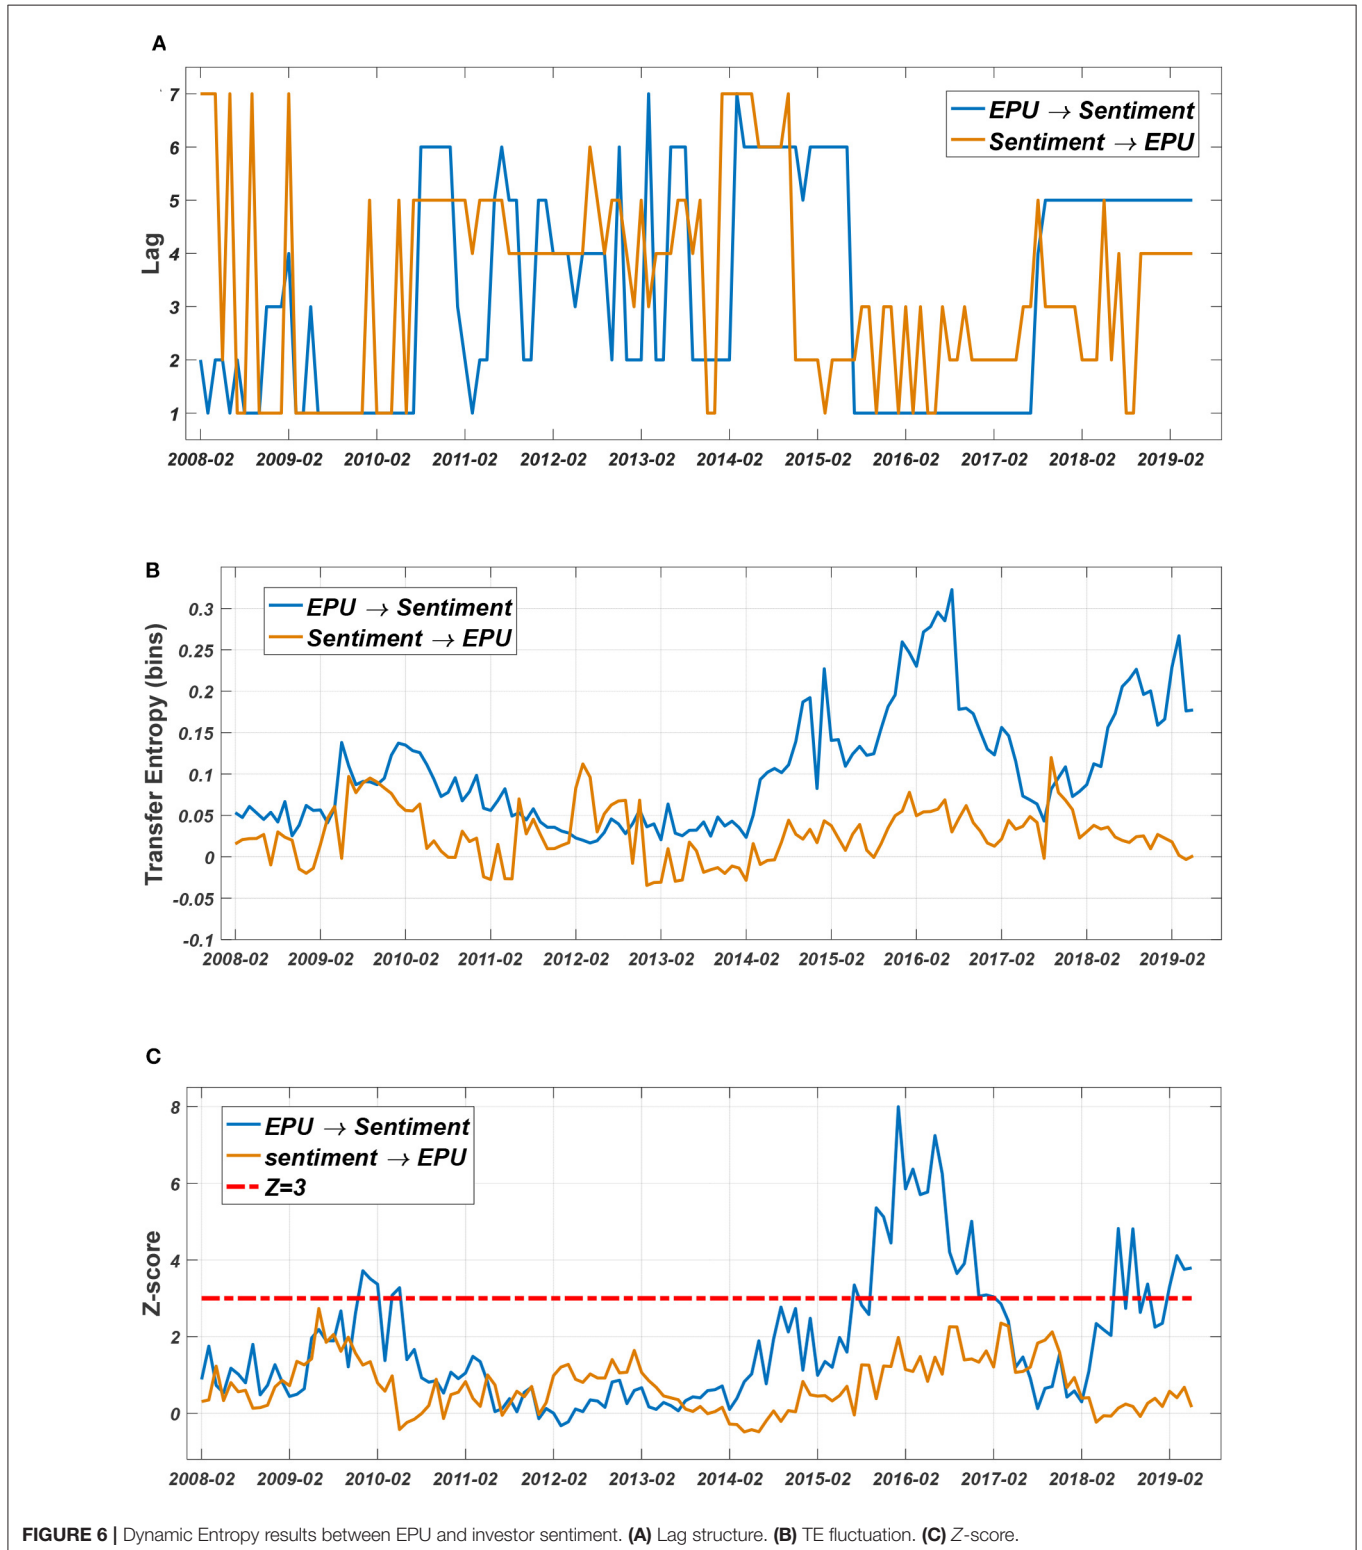 A
7
6
5
4
3
2
1
Lag
EPU → Sentiment
Sentiment → EPU
2008-02 2009-02 2010-02 2011-02 2012-02 2013-02 2014-02 2015-02 2016-02 2017-02 2018-02 2019-02
B
0.3
0.25
0.2
0.15
0.1
0.05
0
-0.05
-0.1
Transfer Entropy (bins)
EPU → Sentiment
Sentiment → EPU
2008-02 2009-02 2010-02 2011-02 2012-02 2013-02 2014-02 2015-02 2016-02 2017-02 2018-02 2019-02
C
8
6
4
2
0
Z-score
EPU → Sentiment
sentiment → EPU
Z=3
2008-02 2009-02 2010-02 2011-02 2012-02 2013-02 2014-02 2015-02 2016-02 2017-02 2018-02 2019-02
FIGURE 6 | Dynamic Entropy results between EPU and investor sentiment. (A) Lag structure. (B) TE fluctuation. (C) Z-score.